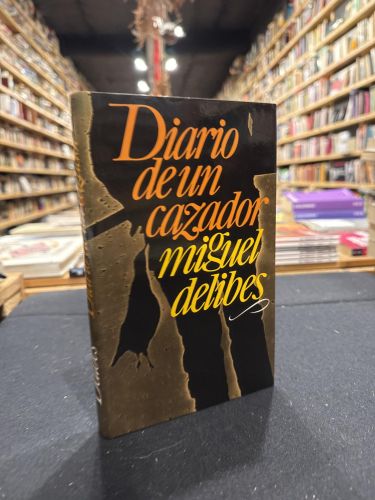 Diario
de un
cazador
miguel
delibes